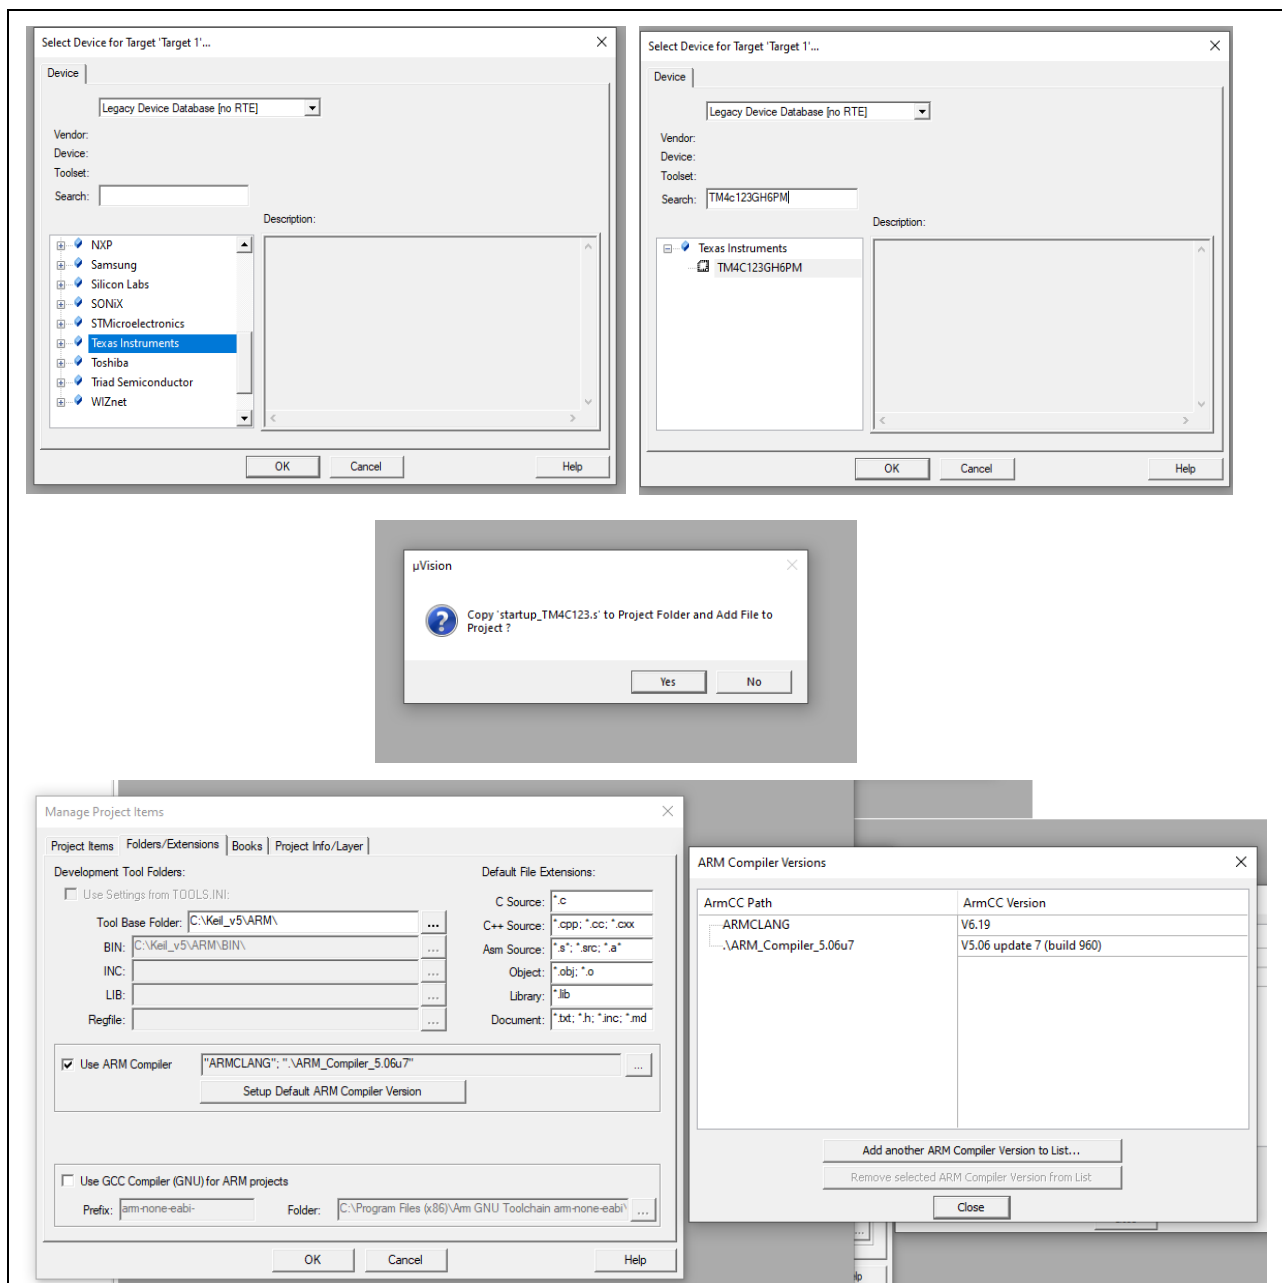 Select Device for Target 'Target 1'...
Device
Legacy Device Database [no RTE]
Vendor:
Device:
Toolset:
Search:
Description:
NXP
Samsung
Silicon Labs
SONiX
STMicroelectronics
Texas Instruments
Toshiba
Triad Semiconductor
WIZnet
OK Cancel Help
Select Device for Target 'Target 1'...
Device
Legacy Device Database [no RTE]
Vendor:
Device:
Toolset:
Search: TM4c123GH6PM
Description:
Texas Instruments
TM4C123GH6PM
OK Cancel Help
µVision
Copy 'startup_TM4C123.s' to Project Folder and Add File to
Project ?
Yes No
Manage Project Items
Project Items Folders/Extensions Books Project Info/Layer
Development Tool Folders: Default File Extensions:
Use Settings from TOOLS.INI:
C Source: *.c
Tool Base Folder: C:\Keil_v5\ARM\ ... C++ Source: *.cpp; *.cc; *.cxx
BIN: C:\Keil_v5\ARM\BIN\ ... Asm Source: *.s*; *.src; *.a*
INC: ... Object: *.obj; *.o
LIB: ... Library: *.lib
Regfile: ... Document: *.txt; *.h; *.inc; *.md
Use ARM Compiler "ARMCLANG"; ".\ARM_Compiler_5.06u7" ...
Setup Default ARM Compiler Version
Use GCC Compiler (GNU) for ARM projects
Prefix: arm-none-eabi- Folder: C:\Program Files (x86)\Arm GNU Toolchain arm-none-eabi\ ...
OK Cancel Help
ARM Compiler Versions
ArmCC Path ArmCC Version
ARMCLANG V6.19
.\ARM_Compiler_5.06u7 V5.06 update 7 (build 960)
Add another ARM Compiler Version to List...
Remove selected ARM Compiler Version from List
Close